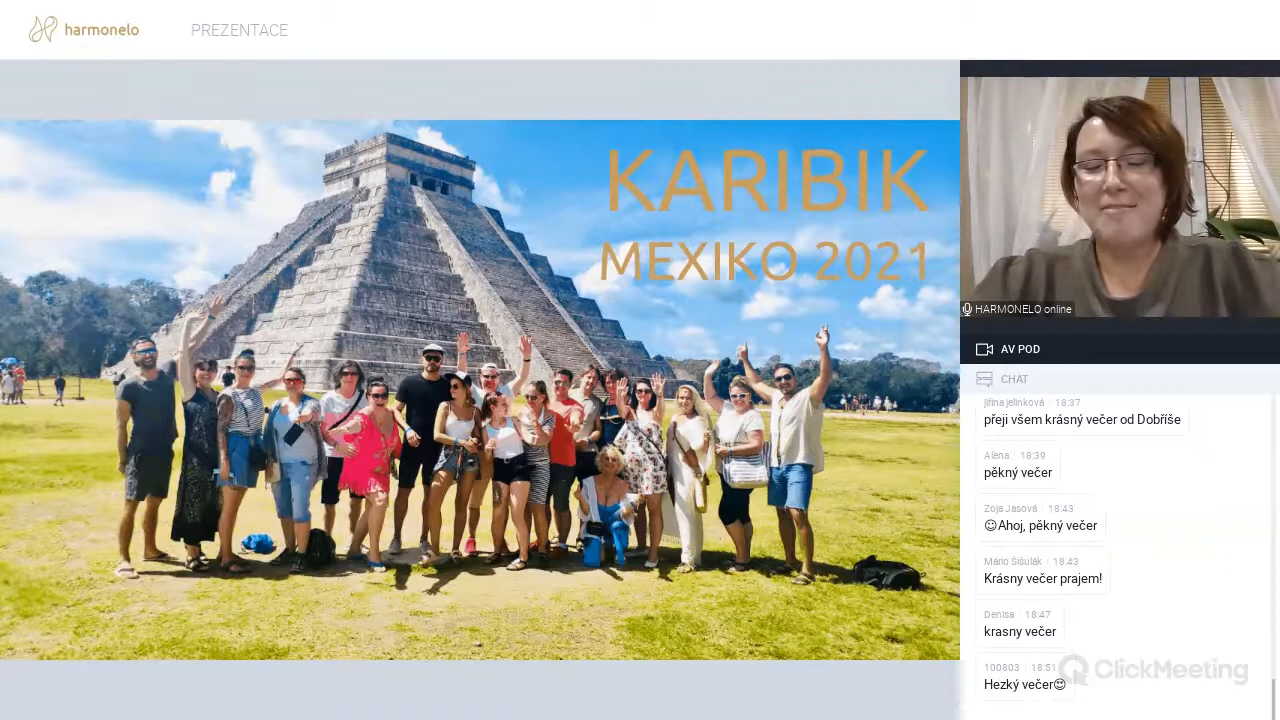 harmonelo
PREZENTACE
KARIBIK
MEXIKO 2021
HARMONELO online
AV POD
CHAT
jiřina jelínková 18:37
přeji všem krásný večer od Dobříše
Alena 18:39
pěkný večer
Zoja Jasová 18:43
☺Ahoj, pěkný večer
Mário Šišulák 18:43
Krásny večer prajem!
Denisa 18:47
krasny večer
100803 18:51
Hezký večer😍
ClickMeeting